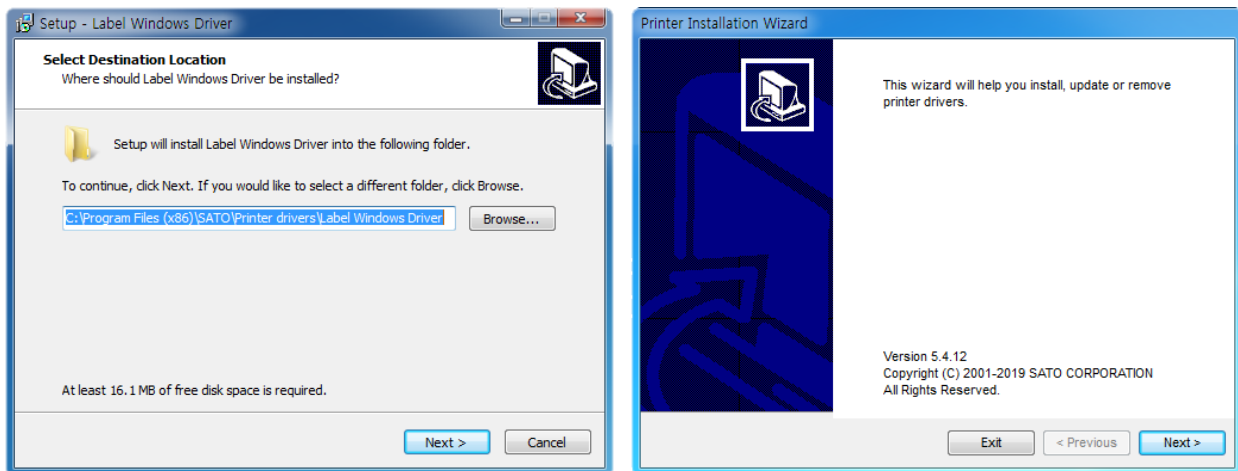 Setup - Label Windows Driver
Select Destination Location
Where should Label Windows Driver be installed?
Setup will install Label Windows Driver into the following folder.
To continue, click Next. If you would like to select a different folder, click Browse.
C:\Program Files (x86)\SATO\Printer drivers\Label Windows Driver
Browse...
At least 16.1 MB of free disk space is required.
Next >
Cancel
Printer Installation Wizard
This wizard will help you install, update or remove
printer drivers.
Version 5.4.12
Copyright (C) 2001-2019 SATO CORPORATION
All Rights Reserved.
Exit
< Previous
Next >